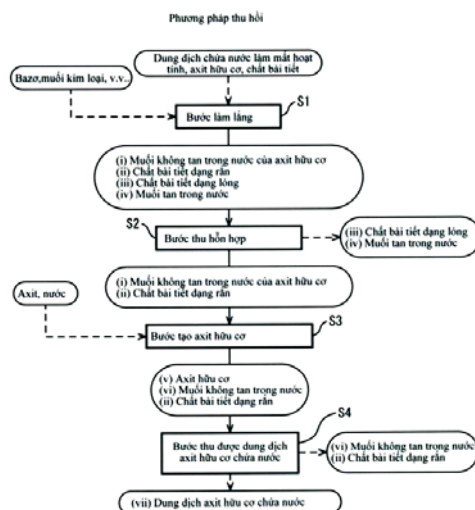 Phương pháp thu hồi
Dung dịch chứa nước làm mất hoạt
tính, axit hữu cơ, chất bài tiết
Bazơ,muối kim loại, v.v..
S1
Bước làm lắng
(i) Muối không tan trong nước của axit hữu cơ
(ii) Chất bài tiết dạng rắn
(iii) Chất bài tiết dạng lỏng
(iv) Muối tan trong nước
S2
Bước thu hỗn hợp
(iii) Chất bài tiết dạng lỏng
(iv) Muối tan trong nước
(i) Muối không tan trong nước của axit hữu cơ
(ii) Chất bài tiết dạng rắn
Axit, nước
S3
Bước tạo axit hữu cơ
(v) Axit hữu cơ
(vi) Muối không tan trong nước
(ii) Chất bài tiết dạng rắn
S4
Bước thu được dung dịch
axit hữu cơ chứa nước
(vi) Muối không tan trong nước
(ii) Chất bài tiết dạng rắn
(vii) Dung dịch axit hữu cơ chứa nước